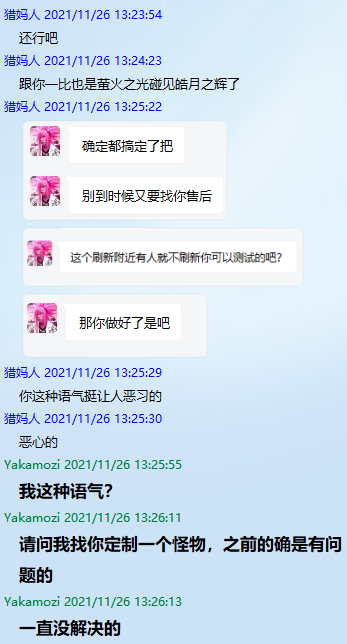 猎妈人 2021/11/26 13:23:54
还行吧
猎妈人 2021/11/26 13:24:23
跟你一比也是萤火之光碰见皓月之辉了
猎妈人 2021/11/26 13:25:22
确定都搞定了把
别到时候又要找你售后
这个刷新附近有人就不刷新你可以测试的吧?
那你做好了是吧
猎妈人 2021/11/26 13:25:29
你这种语气挺让人恶习的
猎妈人 2021/11/26 13:25:30
恶心的
Yakamozi 2021/11/26 13:25:55
我这种语气?
Yakamozi 2021/11/26 13:26:11
请问我找你定制一个怪物，之前的确是有问
题的
Yakamozi 2021/11/26 13:26:13
一直没解决的